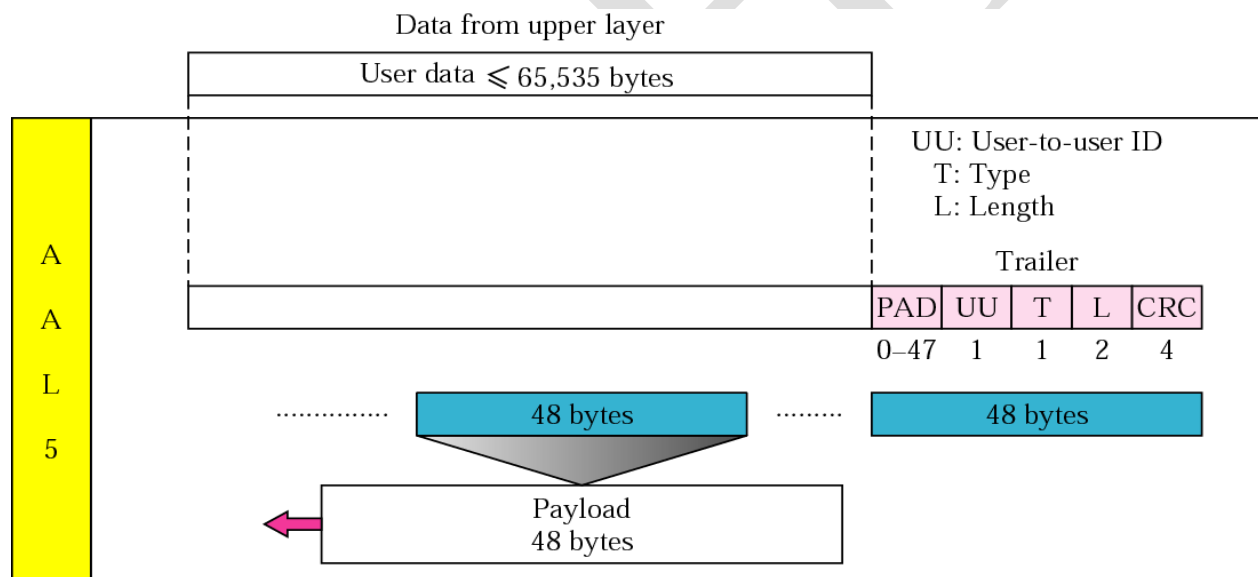 Data from upper layer
User data ⩽ 65,535 bytes
UU: User-to-user ID
T: Type
L: Length
Trailer
PAD UU T L CRC
0–47 1 1 2 4
A
A
L
5
............... 48 bytes ......... 48 bytes
Payload
48 bytes